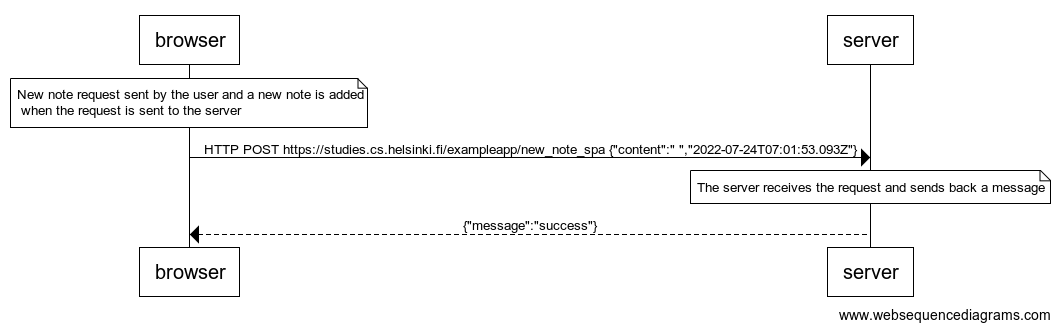 browser
server
New note request sent by the user and a new note is added
when the request is sent to the server
HTTP POST https://studies.cs.helsinki.fi/exampleapp/new_note_spa {"content":" ","2022-07-24T07:01:53.093Z"}
The server receives the request and sends back a message
{"message":"success"}
browser
server
www.websequencediagrams.com